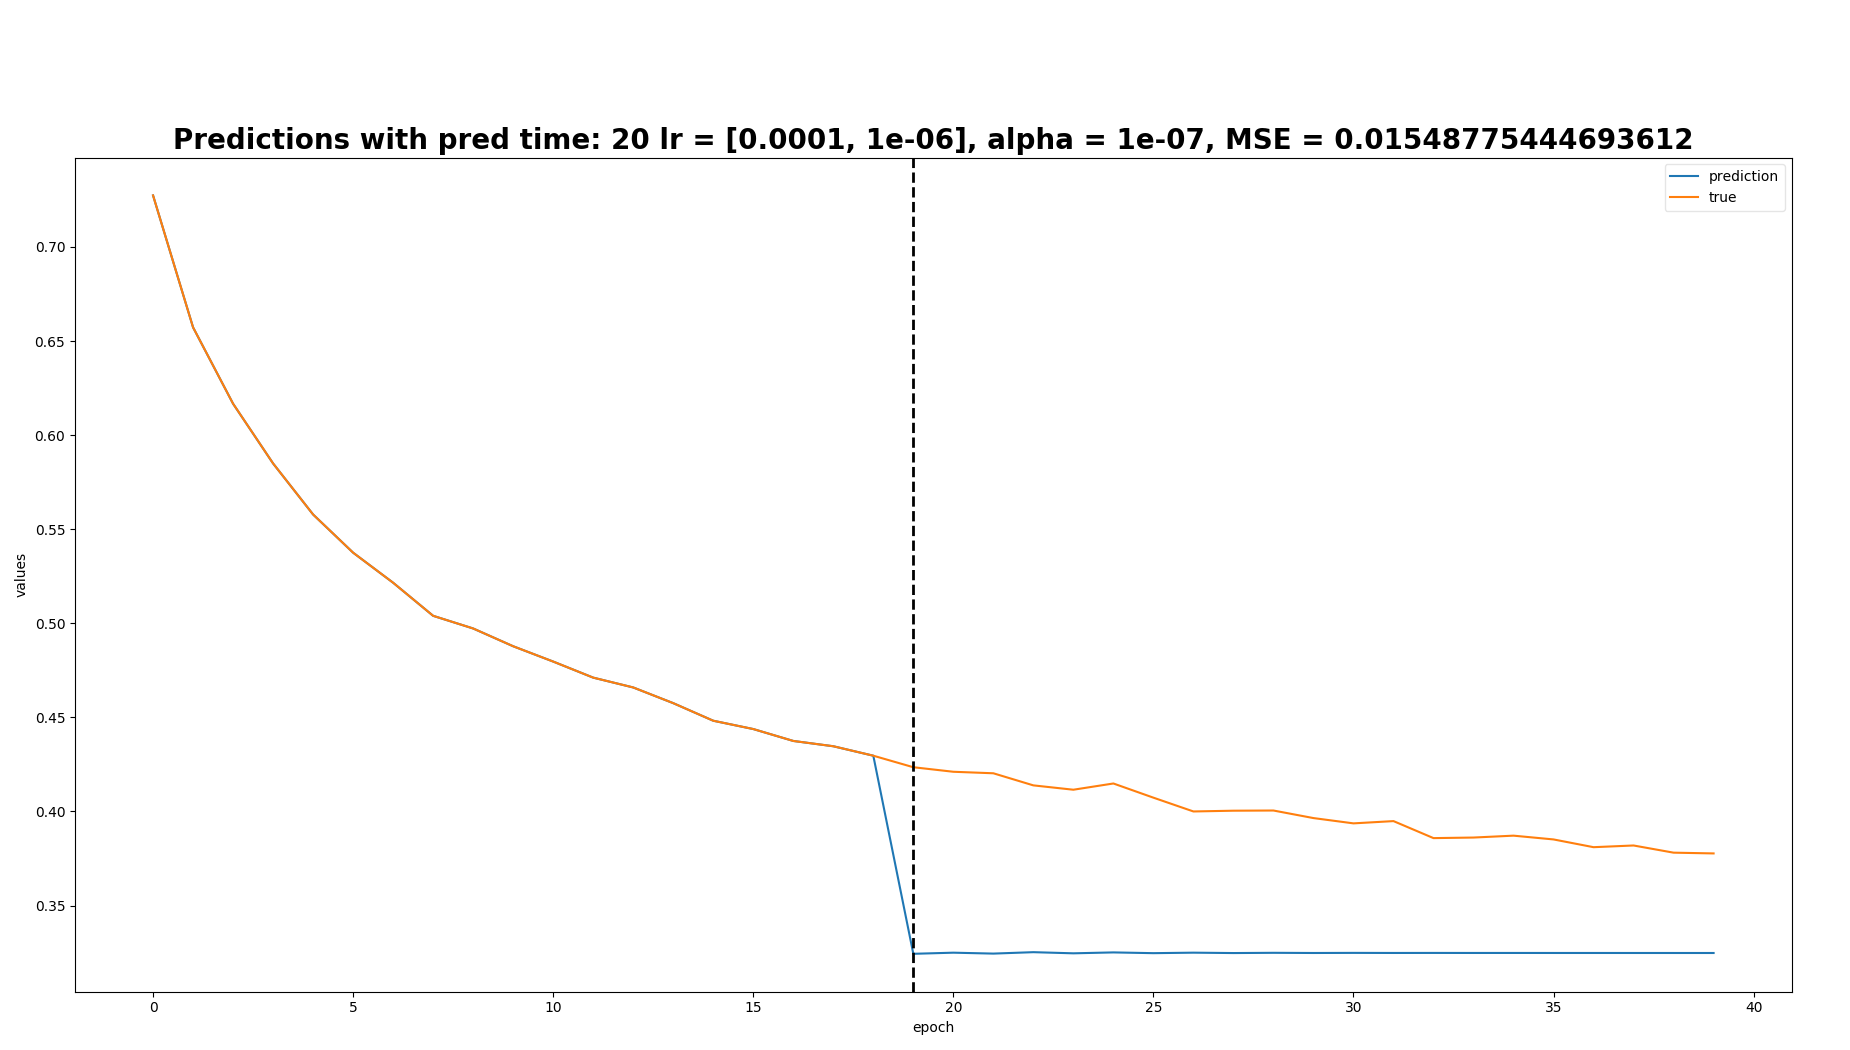 Predictions with pred time: 20 lr = [0.0001, 1e-06], alpha = 1e-07, MSE = 0.01548775444693612
prediction
true
0.70
0.65
0.60
0.55
0.50
0.45
0.40
0.35
values
0 5 10 15 20 25 30 35 40
epoch